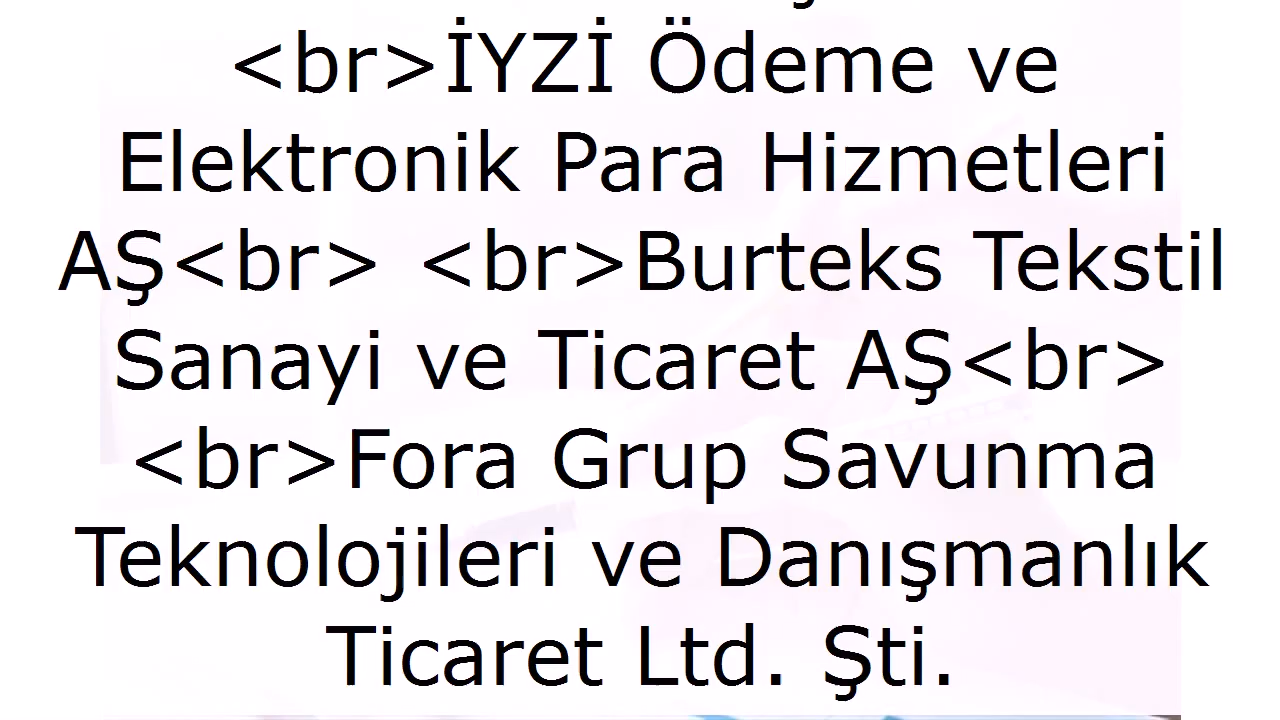 <br>İYZİ Ödeme ve
Elektronik Para Hizmetleri
AŞ<br> <br>Burteks Tekstil
Sanayi ve Ticaret AŞ<br>
<br>Fora Grup Savunma
Teknolojileri ve Danışmanlık
Ticaret Ltd. Şti.